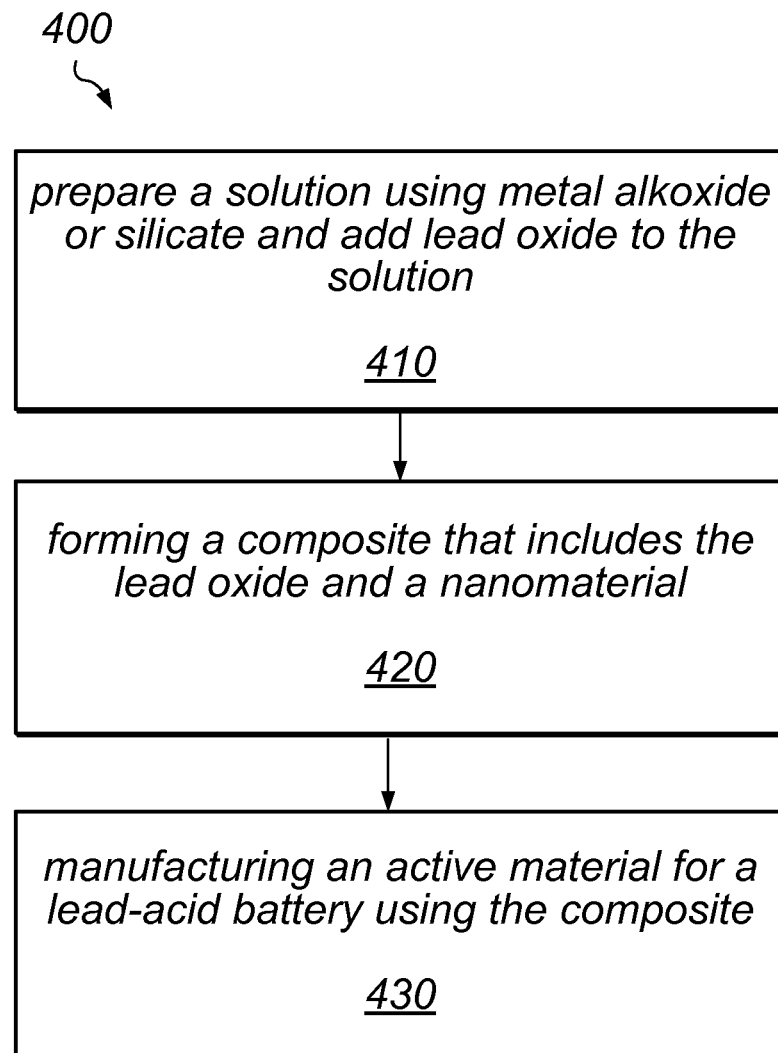 400
prepare a solution using metal alkoxide
or silicate and add lead oxide to the
solution
410
forming a composite that includes the
lead oxide and a nanomaterial
420
manufacturing an active material for a
lead-acid battery using the composite
430